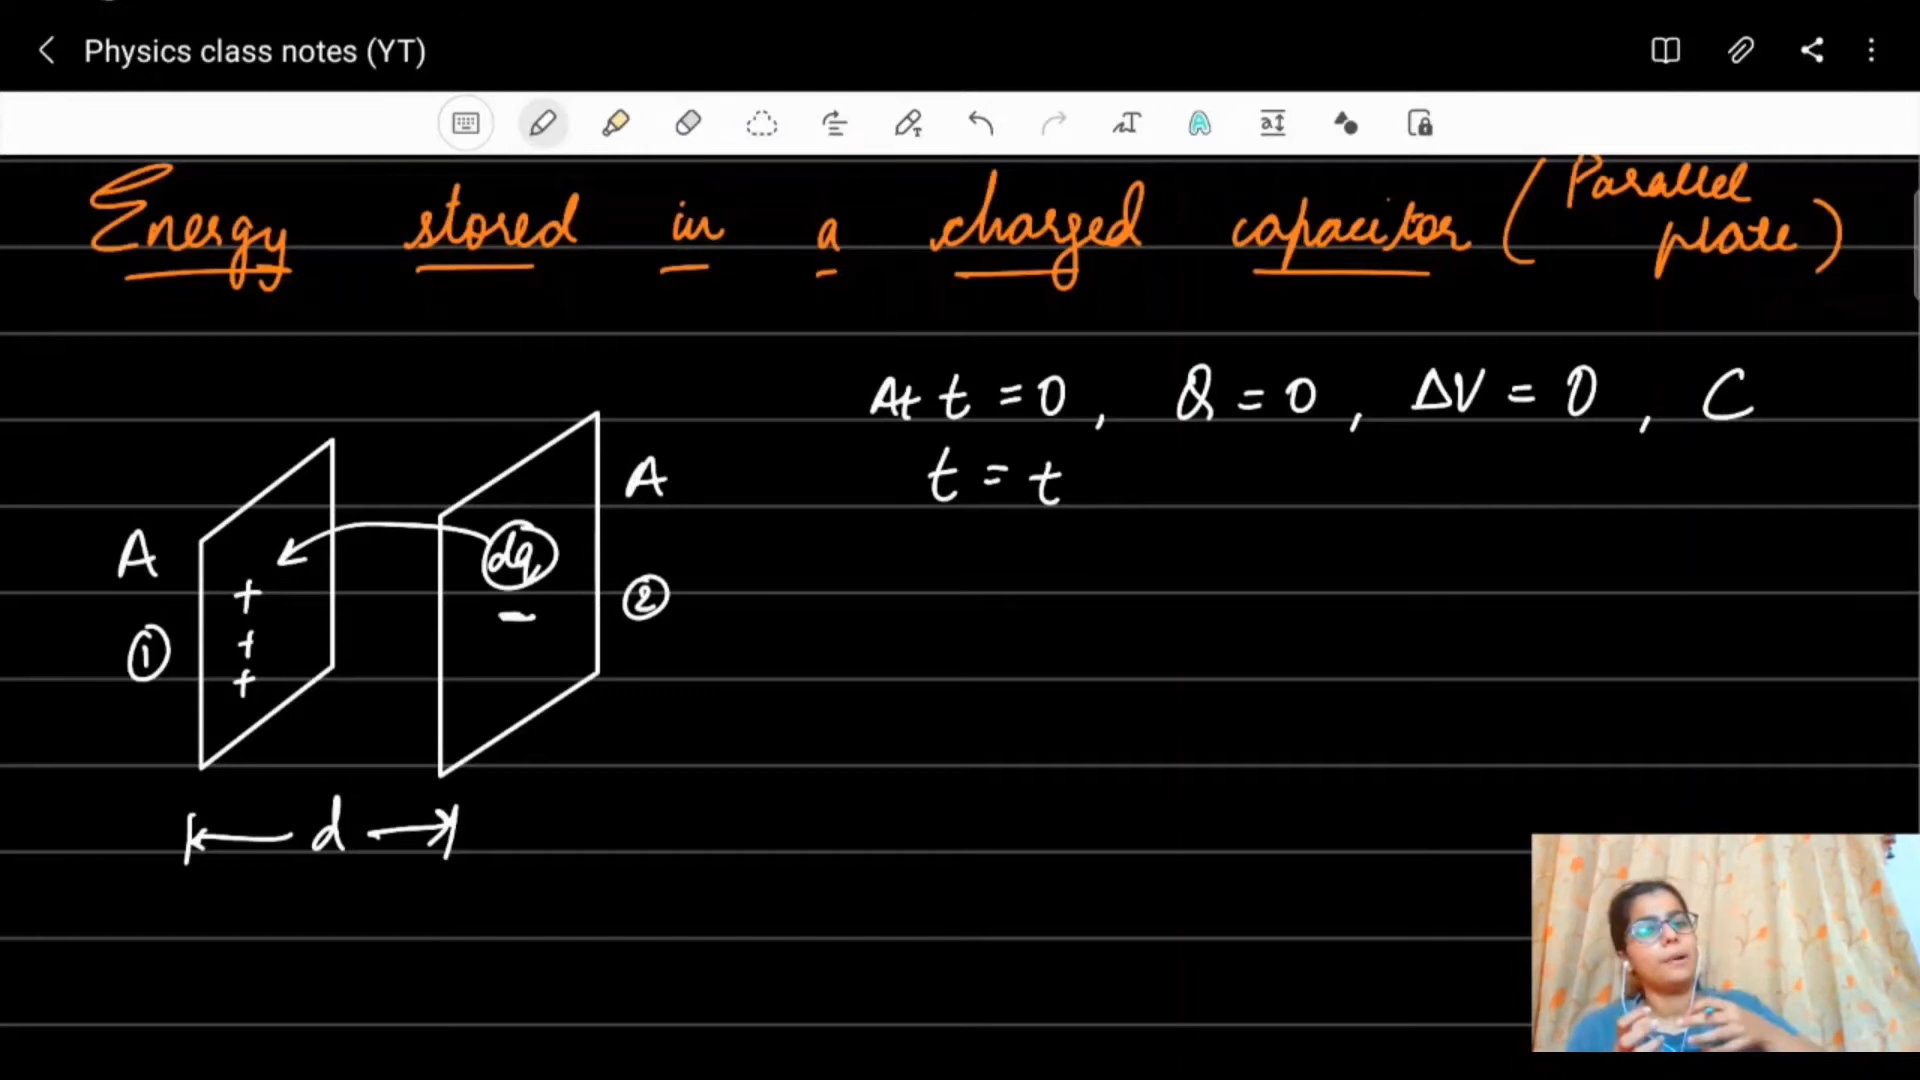 Physics class notes (YT)
Energy stored in a charged capacitor (Parallel plate)
At t = 0, Q = 0, ΔV = 0, C
t = t
A
A
dq
+
-
②
+
①
+
d